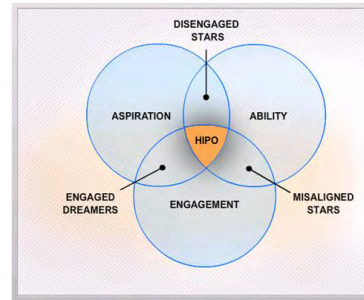 DISENGAGED
STARS
ASPIRATION
ABILITY
HIPO
ENGAGED
DREAMERS
MISALIGNED
STARS
ENGAGEMENT